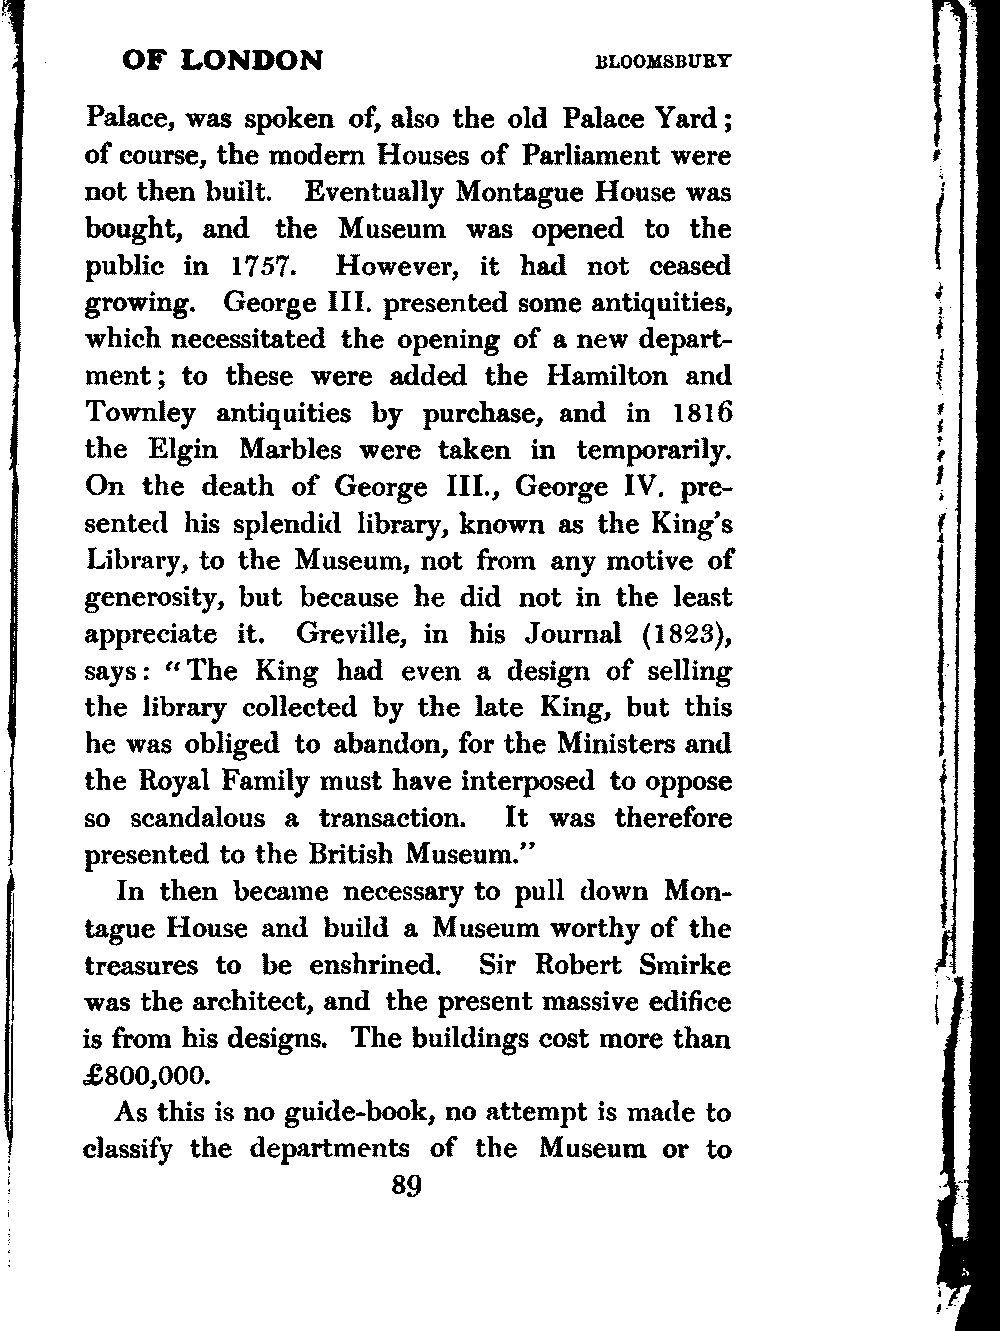 OF LONDON BLOOMSBURY
Palace, was spoken of, also the old Palace Yard;
of course, the modern Houses of Parliament were
not then built. Eventually Montague House was
bought, and the Museum was opened to the
public in 1757. However, it had not ceased
growing. George III. presented some antiquities,
which necessitated the opening of a new depart-
ment; to these were added the Hamilton and
Townley antiquities by purchase, and in 1816
the Elgin Marbles were taken in temporarily.
On the death of George III., George IV. pre-
sented his splendid library, known as the King's
Library, to the Museum, not from any motive of
generosity, but because he did not in the least
appreciate it. Greville, in his Journal (1823),
says: "The King had even a design of selling
the library collected by the late King, but this
he was obliged to abandon, for the Ministers and
the Royal Family must have interposed to oppose
so scandalous a transaction. It was therefore
presented to the British Museum."
In then became necessary to pull down Mon-
tague House and build a Museum worthy of the
treasures to be enshrined. Sir Robert Smirke
was the architect, and the present massive edifice
is from his designs. The buildings cost more than
£800,000.
As this is no guide-book, no attempt is made to
classify the departments of the Museum or to
89